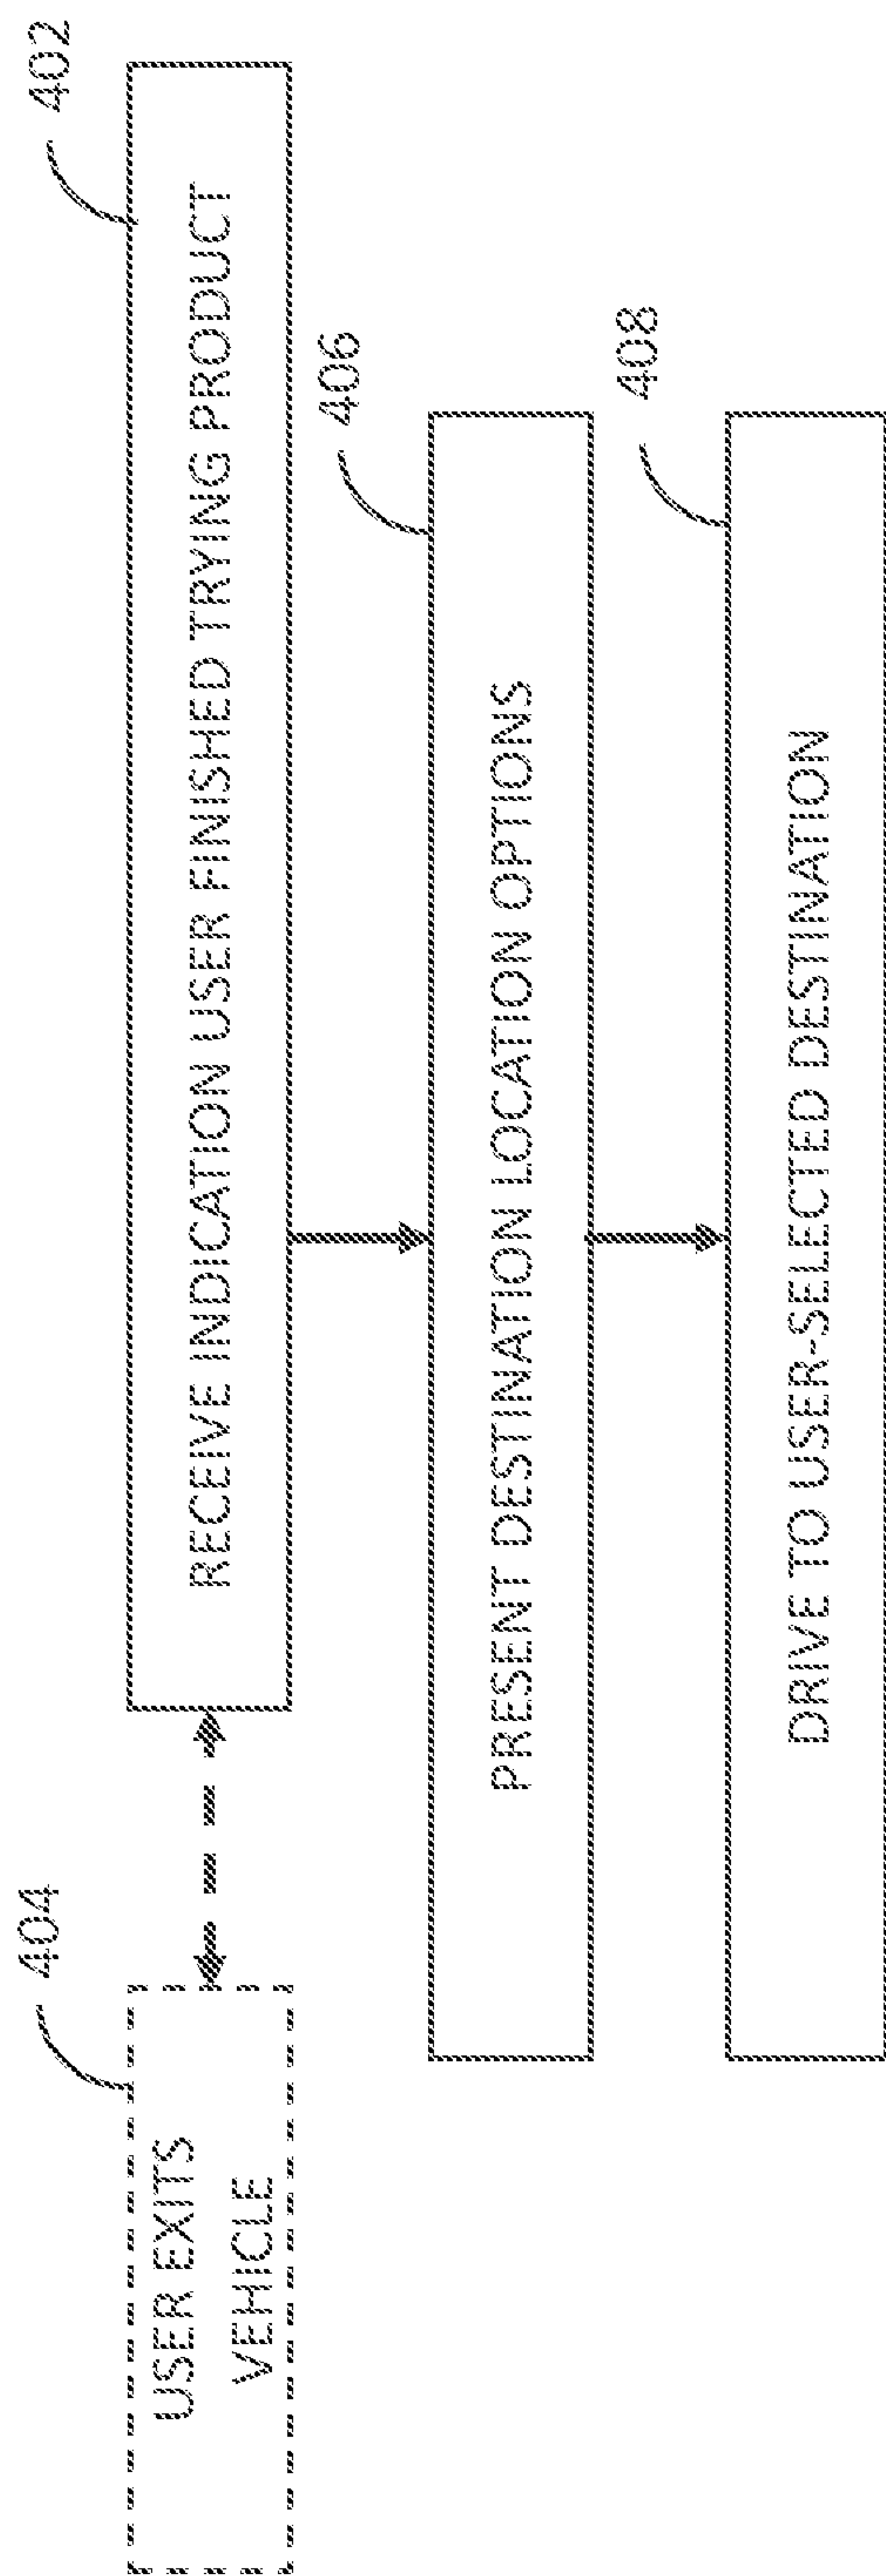 404
USER EXITS
VEHICLE
402
RECEIVE INDICATION USER FINISHED TRYING PRODUCT
406
PRESENT DESTINATION LOCATION OPTIONS
408
DRIVE TO USER-SELECTED DESTINATION